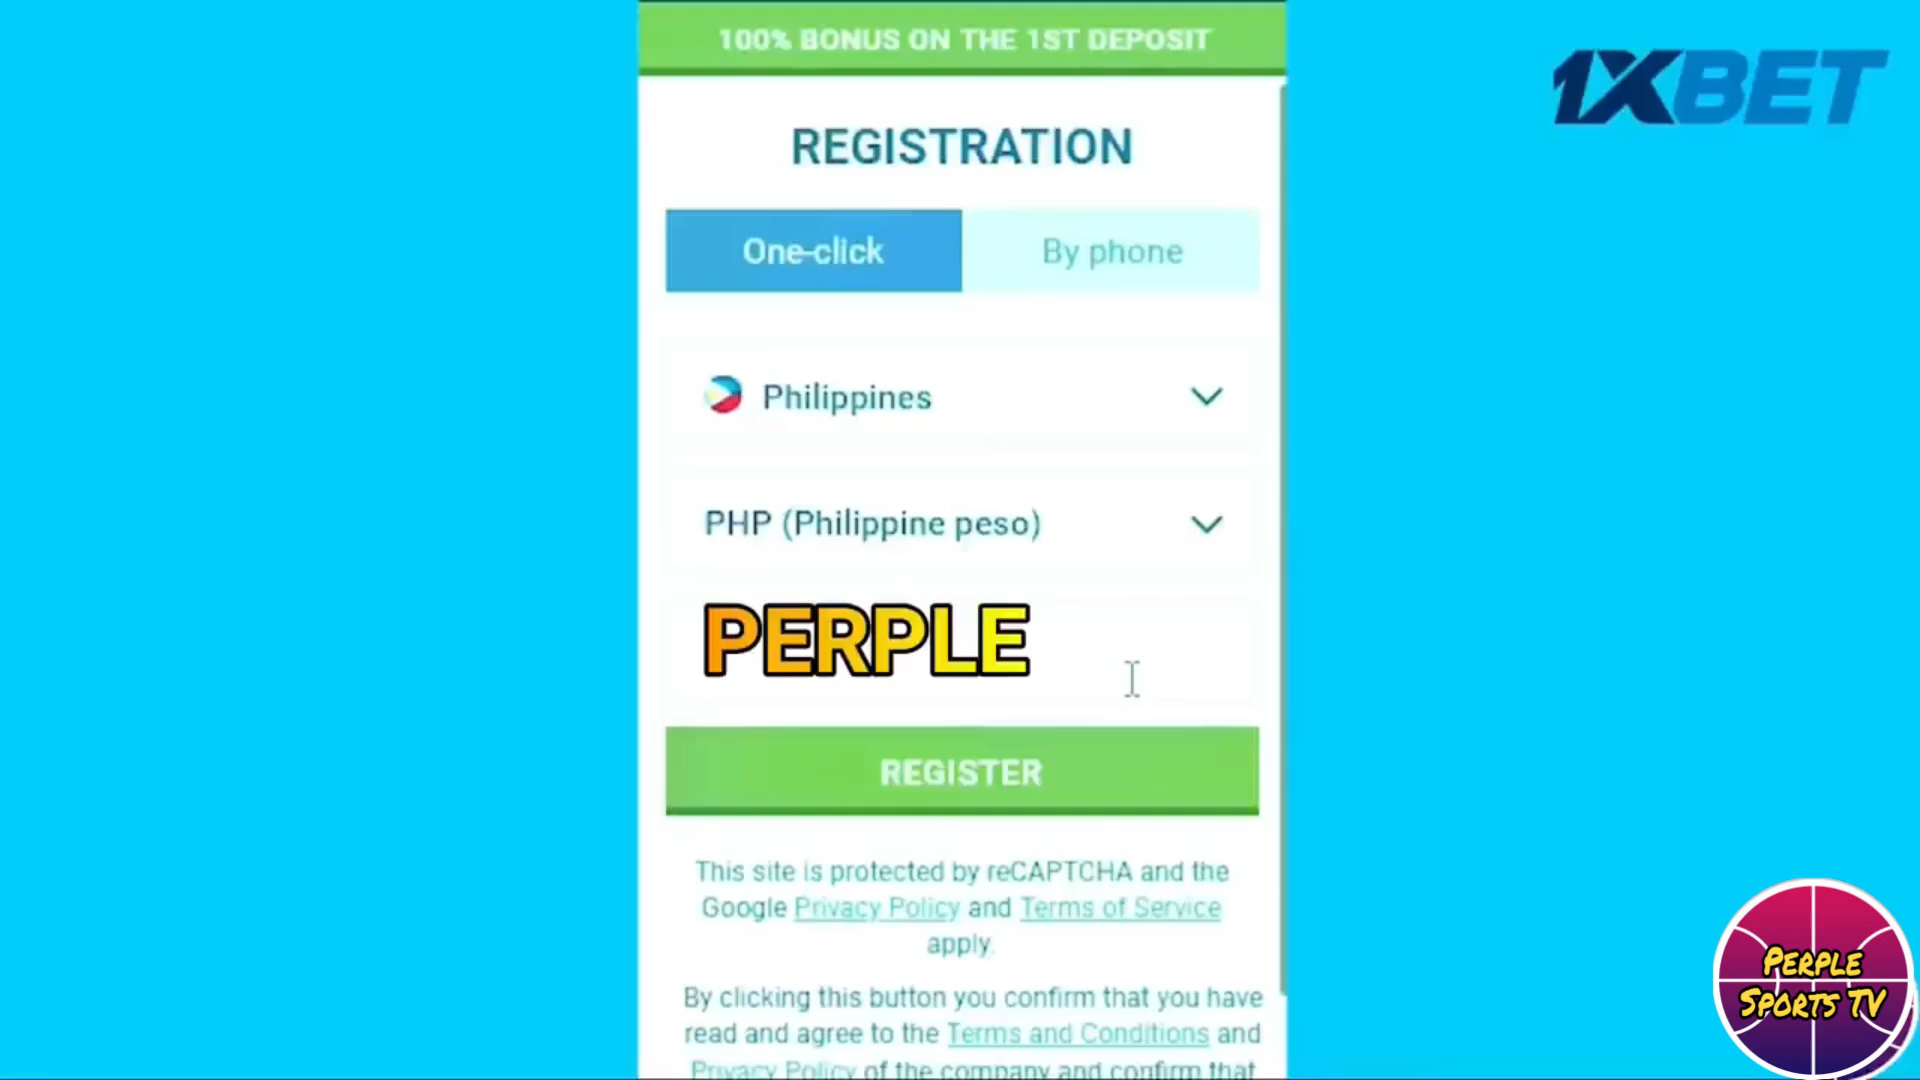 100% BONUS ON THE 1ST DEPOSIT
1XBET
REGISTRATION
One-click
By phone
Philippines
PHP (Philippine peso)
PERPLE
REGISTER
This site is protected by reCAPTCHA and the
Google Privacy Policy and Terms of Service
apply.
By clicking this button you confirm that you have
read and agree to the Terms and Conditions and
Privacy Policy of the company and confirm that
PERPLE
SPORTS TV